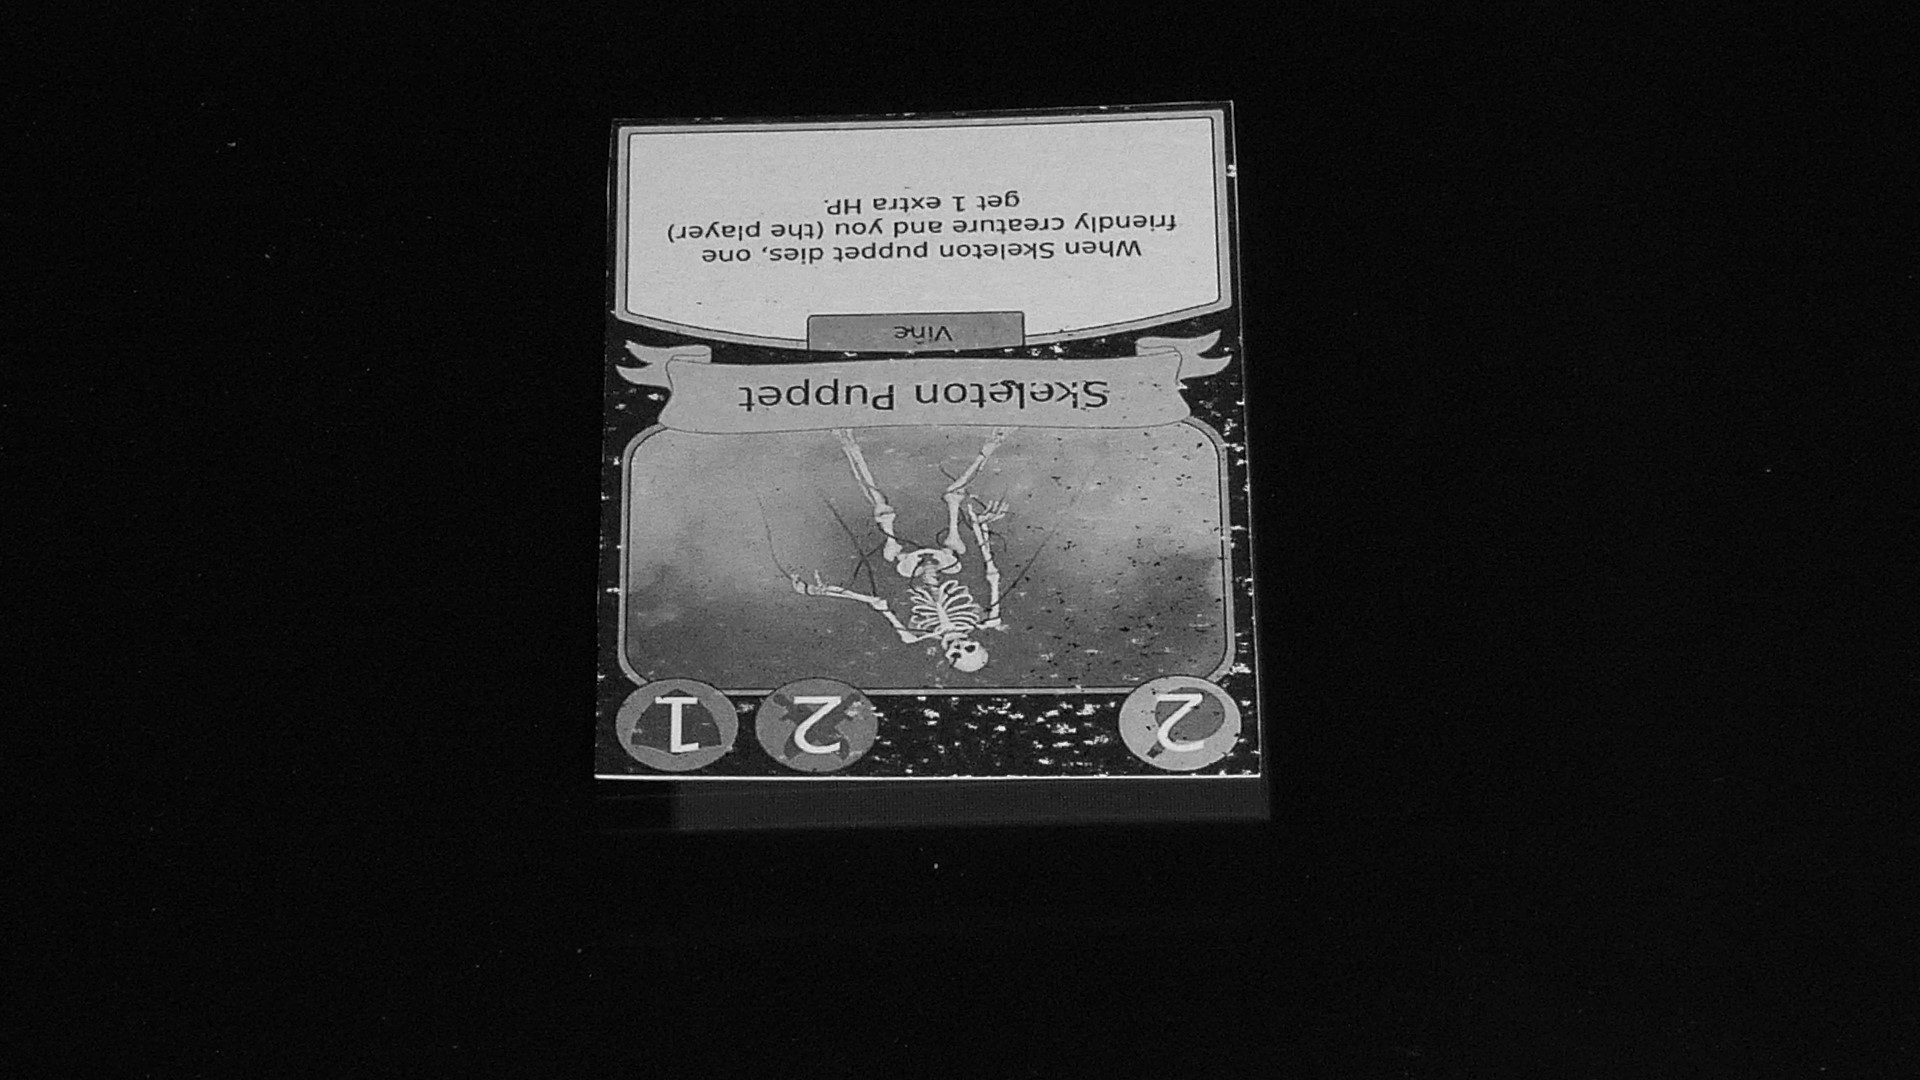 2 2 1
Skeleton Puppet
Vine
When Skeleton puppet dies, one
friendly creature and you (the player)
get 1 extra HP.